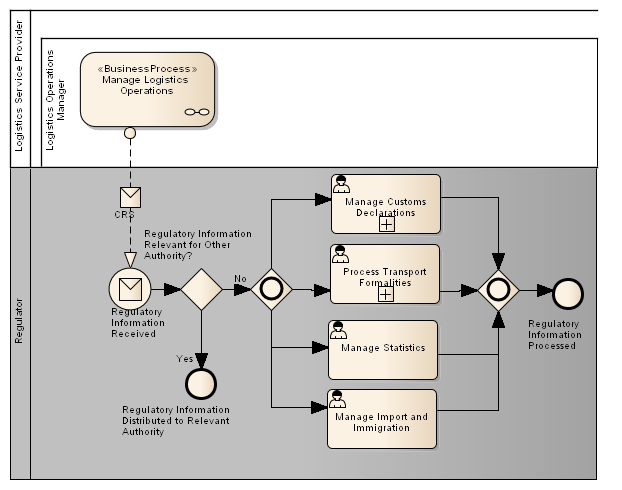 Logistics Service Provider
Logistics Operations
Manager
«BusinessProcess»
Manage Logistics
Operations
CRS
Regulator
Regulatory Information
Relevant for Other
Authority?
Regulatory
Information
Received
No
Yes
Regulatory Information
Distributed to Relevant
Authority
Manage Customs
Declarations
Process Transport
Formalities
Manage Statistics
Manage Import and
Immigration
Regulatory
Information
Processed